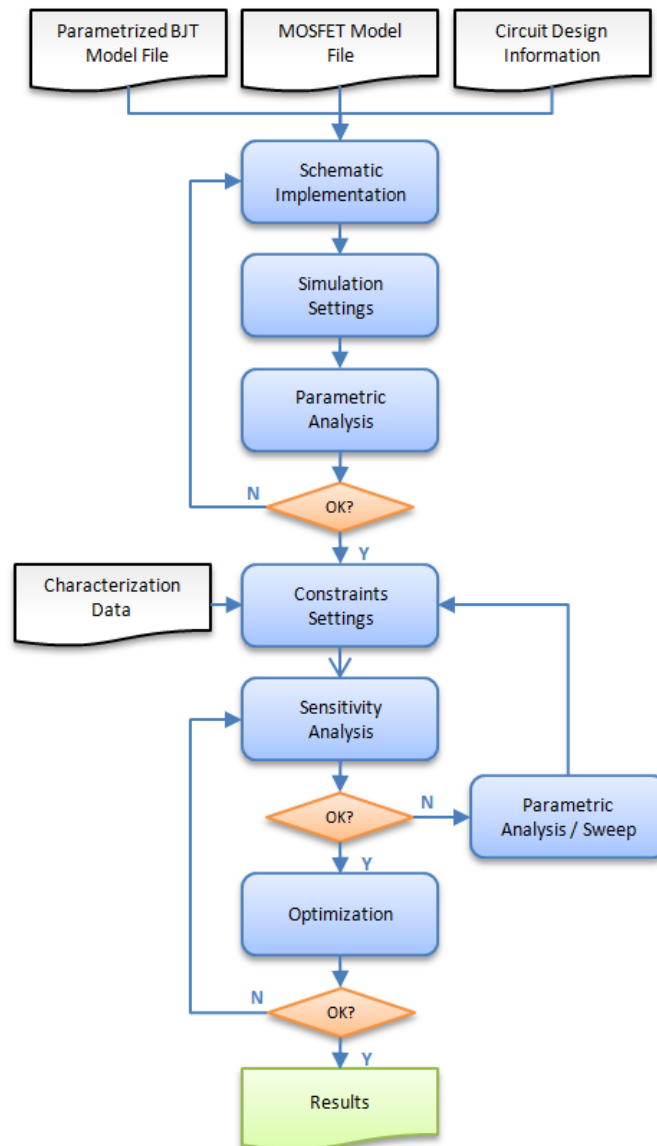 Parametrized BJT
Model File
MOSFET Model
File
Circuit Design
Information
Schematic
Implementation
Simulation
Settings
Parametric
Analysis
N
OK?
Y
Characterization
Data
Constraints
Settings
Sensitivity
Analysis
OK?
N
Parametric
Analysis / Sweep
Y
Optimization
N
OK?
Y
Results